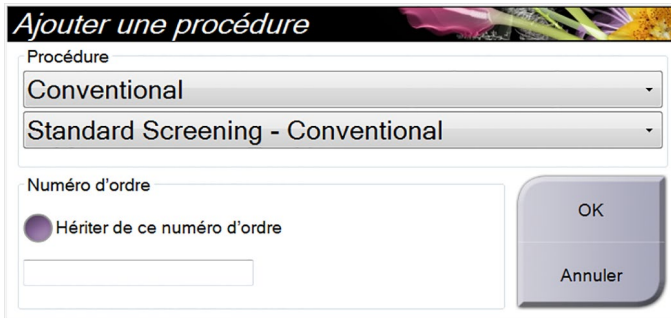 Ajouter une procédure
Procédure
Conventional
Standard Screening - Conventional
Numéro d'ordre
Hériter de ce numéro d'ordre
OK
Annuler